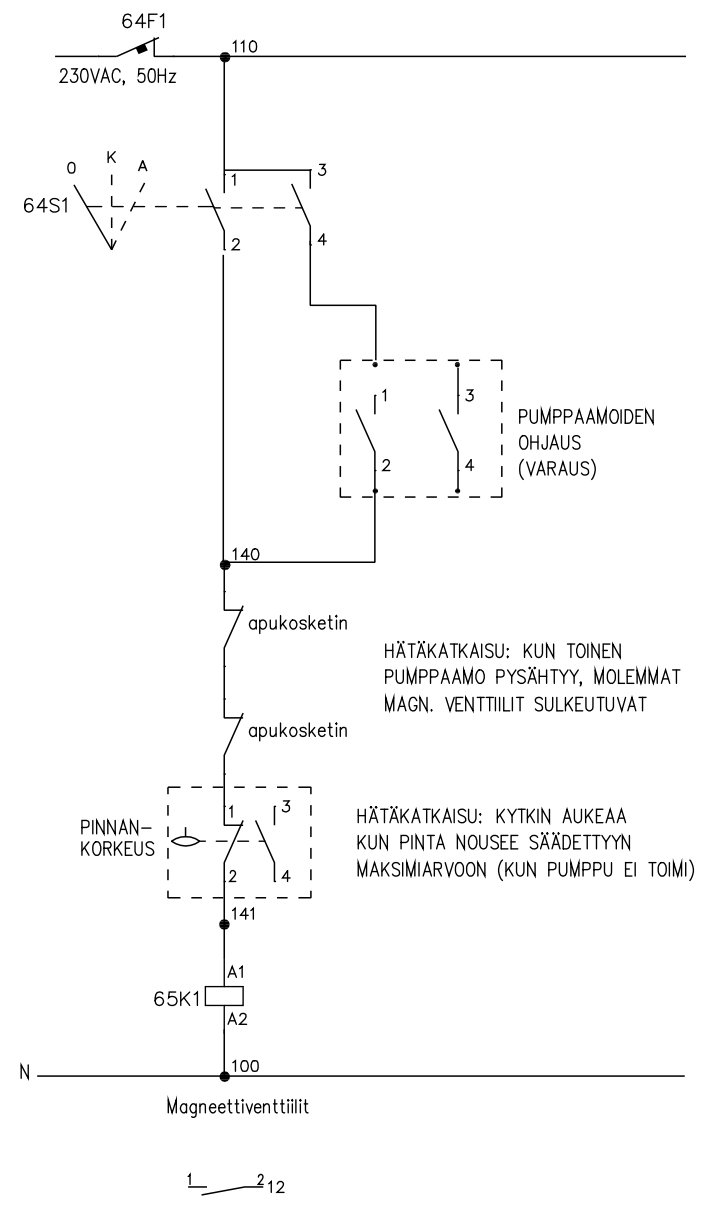 64F1
110
230VAC, 50Hz
O K A
1 3
64S1
2 4
1 3
PUMPPAAMOIDEN
OHJAUS
(VARAUS)
2 4
140
apukosketin
HÄTÄKATKAISU: KUN TOINEN
PUMPPAAMO PYSÄHTYY, MOLEMMAT
MAGN. VENTTIILIT SULKEUTUVAT
apukosketin
1 3
PINNAN-
KORKEUS
HÄTÄKATKAISU: KYTKIN AUKEAA
KUN PINTA NOUSEE SÄÄDETTYYN
MAKSIMIARVOON (KUN PUMPPU EI TOIMI)
2 4
141
A1
65K1
A2
100
N
Magneettiventtiilit
1 2 12